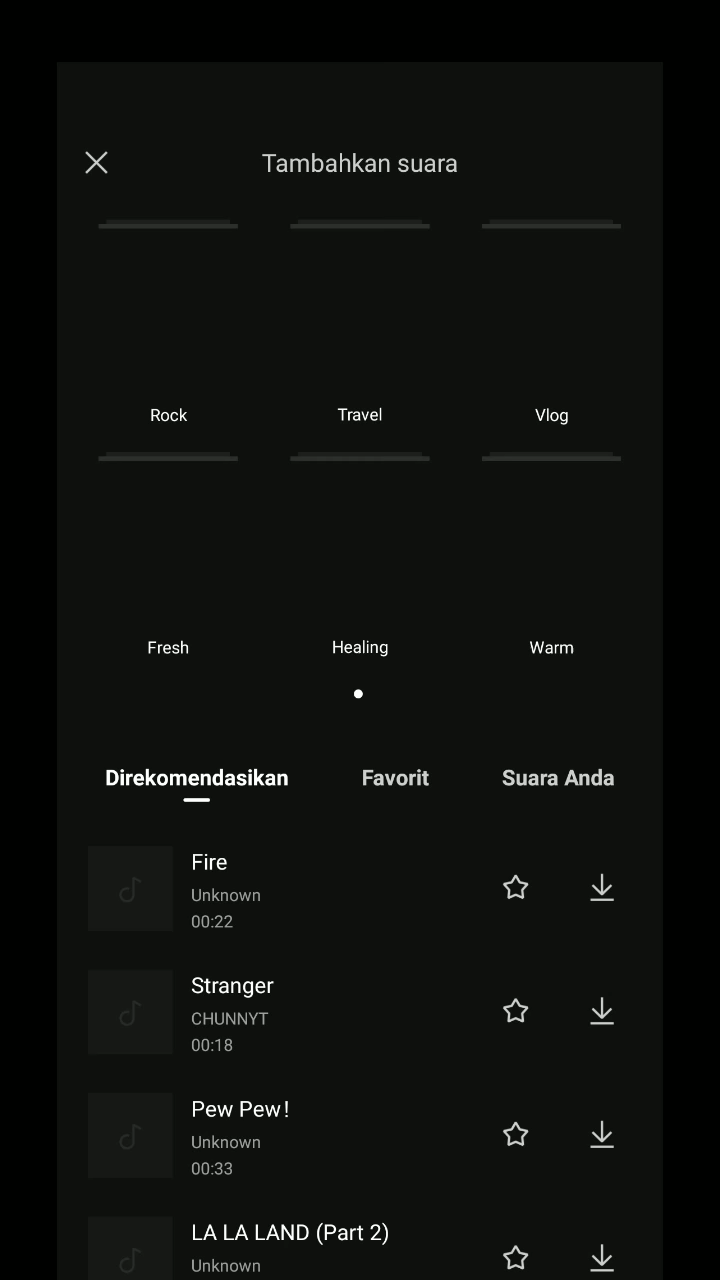 Tambahkan suara
Rock
Travel
Vlog
Fresh
Healing
Warm
Direkomendasikan
Favorit
Suara Anda
Fire
Unknown
00:22
Stranger
CHUNNYT
00:18
Pew Pew!
Unknown
00:33
LA LA LAND (Part 2)
Unknown